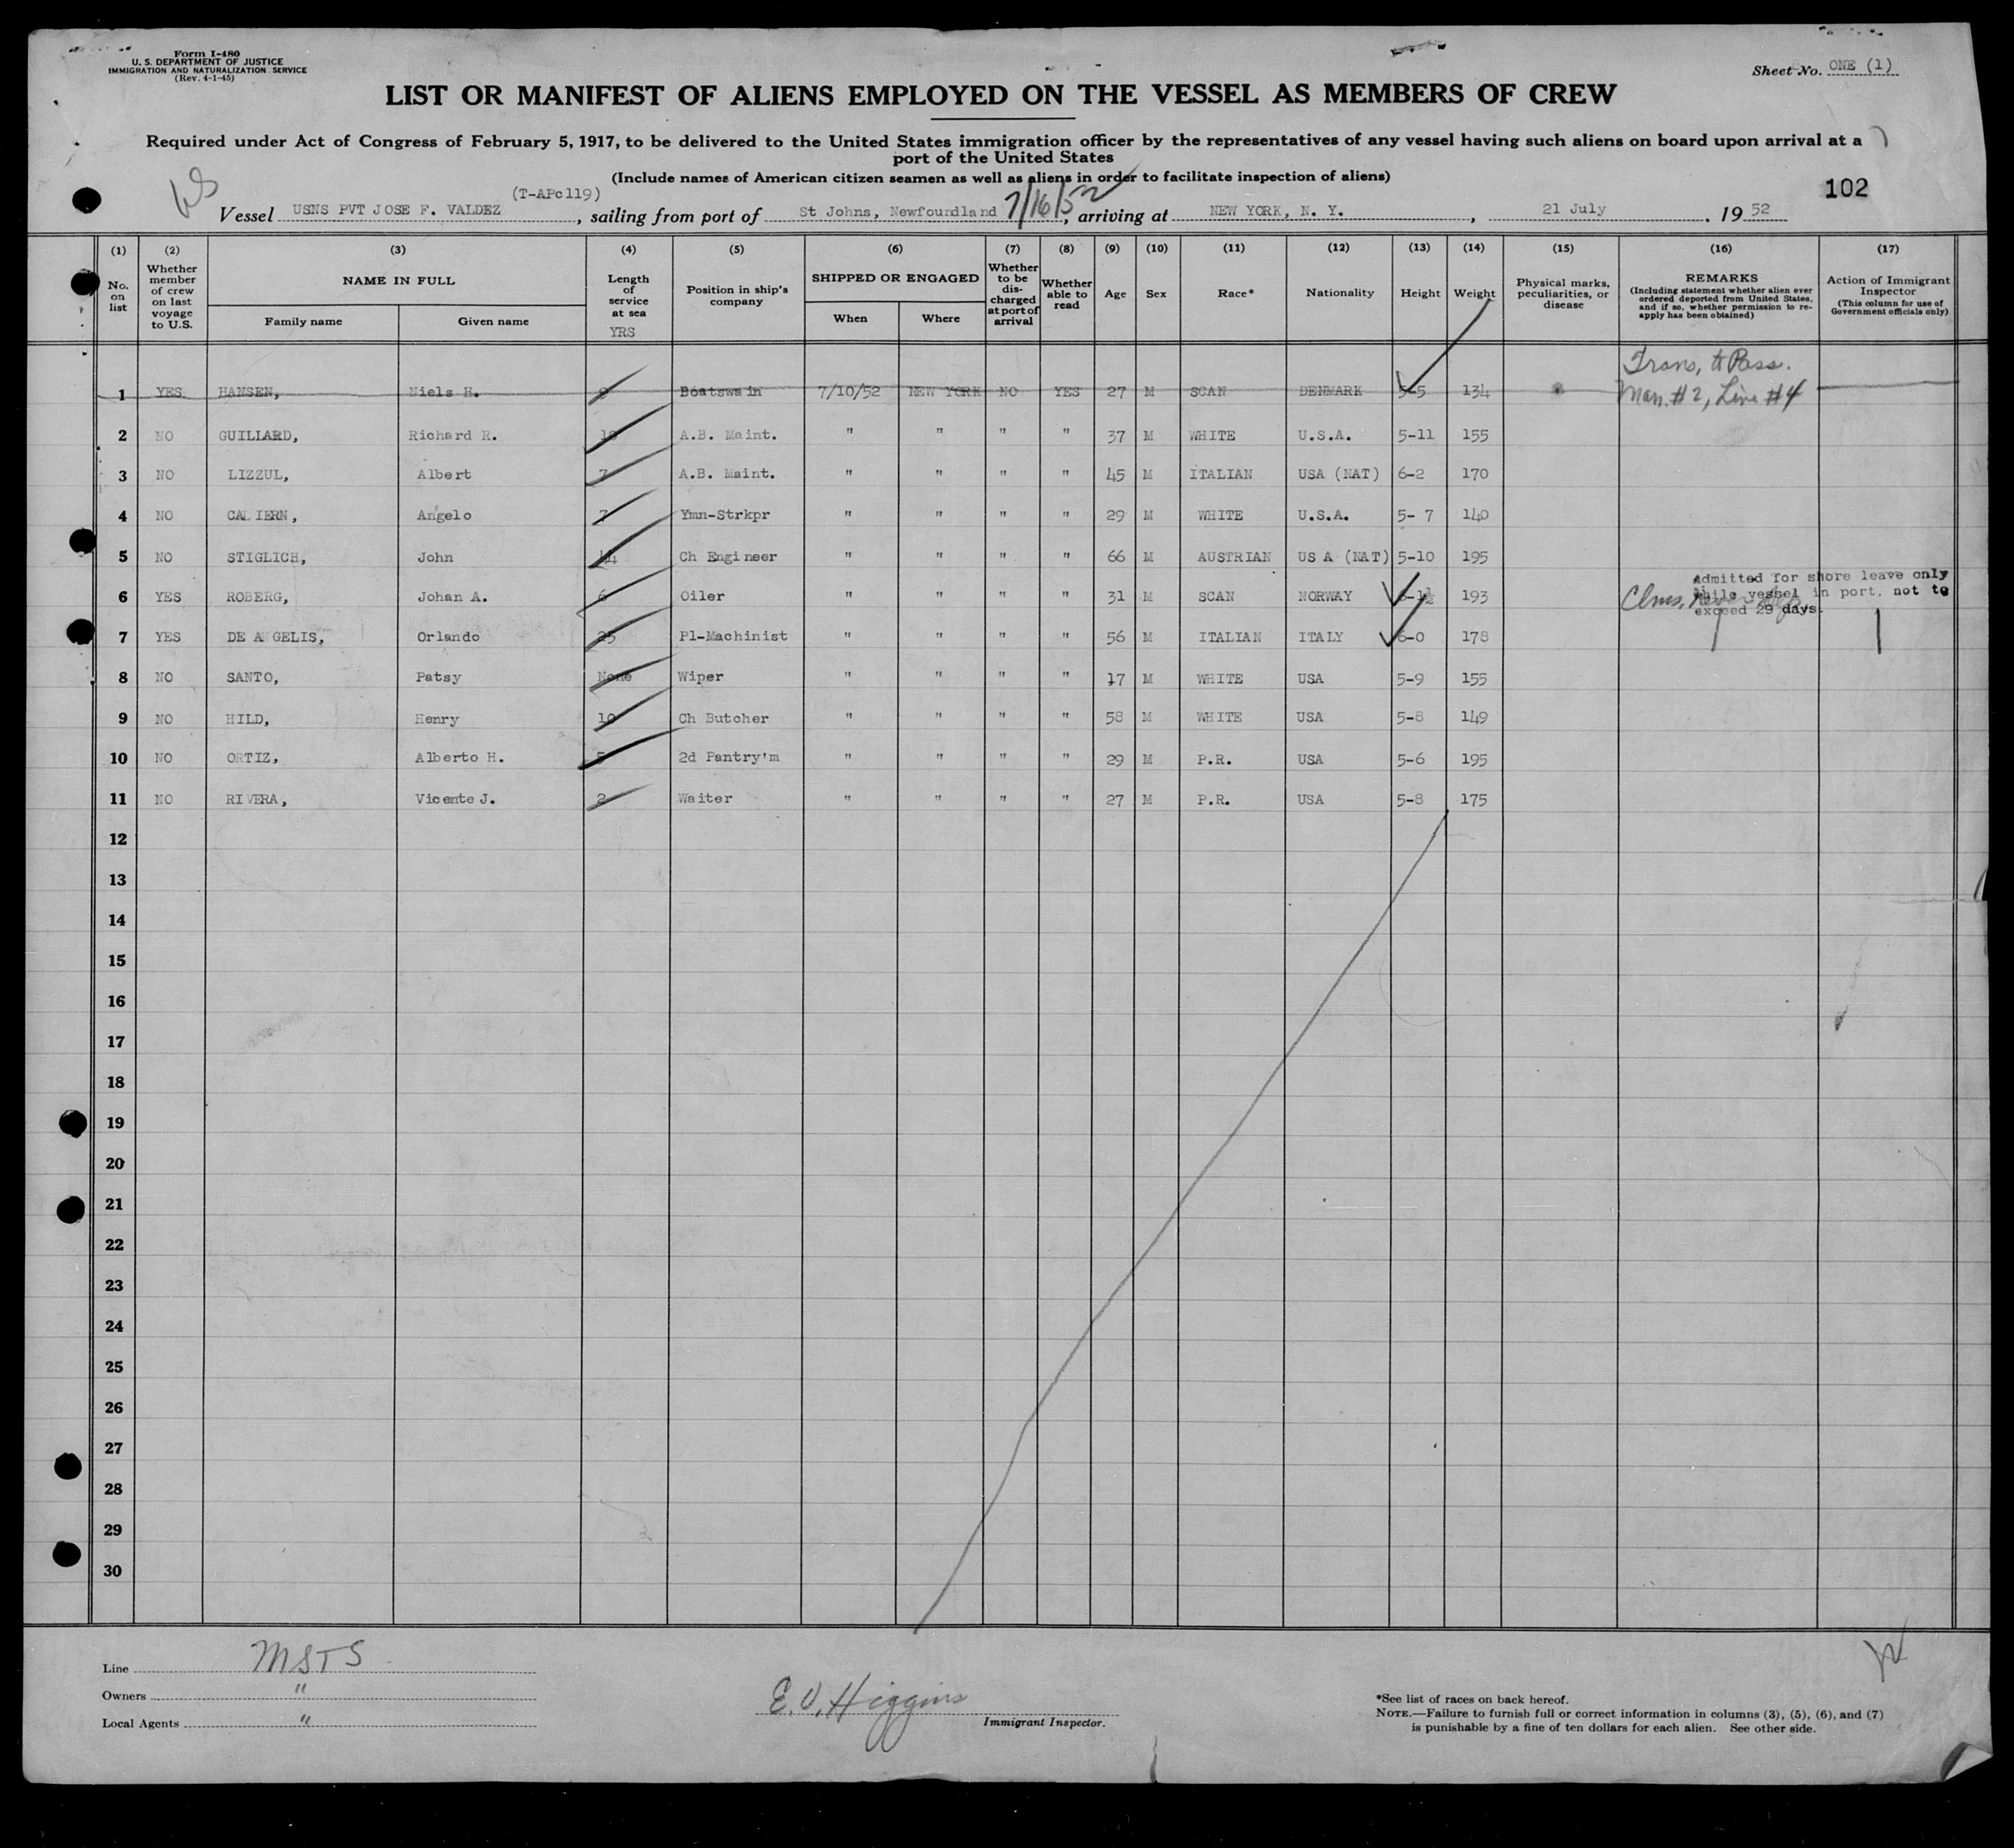 Form I-480
U. S. DEPARTMENT OF JUSTICE
IMMIGRATION AND NATURALIZATION SERVICE
(Rev. 4-1-45)
Sheet No. ONE (1)
LIST OR MANIFEST OF ALIENS EMPLOYED ON THE VESSEL AS MEMBERS OF CREW
Required under Act of Congress of February 5, 1917, to be delivered to the United States immigration officer by the representatives of any vessel having such aliens on board upon arrival at a
port of the United States
(Include names of American citizen seamen as well as aliens in order to facilitate inspection of aliens)
102
(T-APc119)
Vessel USNS PVT JOSE F. VALDEZ, sailing from port of St Johns, Newfoundland 7/16/52, arriving at NEW YORK, N. Y., 21 July, 19 52
(1) (2) (3) (4) (5) (6) (7) (8) (9) (10) (11) (12) (13) (14) (15) (16) (17)
No. on list
Whether member of crew on last voyage to U.S.
NAME IN FULL
Family name
Given name
Length of service at sea
YRS
Position in ship's company
SHIPPED OR ENGAGED
When
Where
Whether to be discharged at port of arrival
Whether able to read
Age
Sex
Race*
Nationality
Height
Weight
Physical marks, peculiarities, or disease
REMARKS
(Including statement whether alien ever ordered deported from United States, and if so, whether permission to re-apply has been obtained)
Action of Immigrant Inspector
(This column for use of Government officials only)
Trans, to Pass.
1 YES HANSEN, Niels H. Boatswain 7/10/52 NEW YORK NO YES 27 M SCAN DENMARK 5-5 134 Man. #2, Line #4
2 NO GUILLARD, Richard R. A.B. Maint. " " " " 37 M WHITE U.S.A. 5-11 155
3 NO LIZZUL, Albert 7 A.B. Maint. " " " " 45 M ITALIAN USA (NAT) 6-2 170
4 NO CALIERN, Angelo 7 Ymn-Strkpr " " " " 29 M WHITE U.S.A. 5- 7 140
5 NO STIGLICH, John 44 Ch Engineer " " " " 66 M AUSTRIAN US A (NAT) 5-10 195
6 YES ROBERG, Johan A. 6 Oiler " " " " 31 M SCAN NORWAY 193
Admitted for shore leave only
while vessel in port, not to
exceed 29 days.
7 YES DE ANGELIS, Orlando 25 Pl-Machinist " " " " 56 M ITALIAN ITALY 6-0 178
8 NO SANTO, Patsy None Wiper " " " " 17 M WHITE USA 5-9 155
9 NO HILD, Henry 10 Ch Butcher " " " " 58 M WHITE USA 5-8 149
10 NO ORTIZ, Alberto H. 5 2d Pantry'm " " " " 29 M P.R. USA 5-6 195
11 NO RIVERA, Vicente J. 2 Waiter " " " " 27 M P.R. USA 5-8 175
12
13
14
15
16
17
18
19
20
21
22
23
24
25
26
27
28
29
30
Line MSTS
Owners "
Local Agents "
E. V. Higgins
Immigrant Inspector.
*See list of races on back hereof.
NOTE.—Failure to furnish full or correct information in columns (3), (5), (6), and (7)
is punishable by a fine of ten dollars for each alien. See other side.